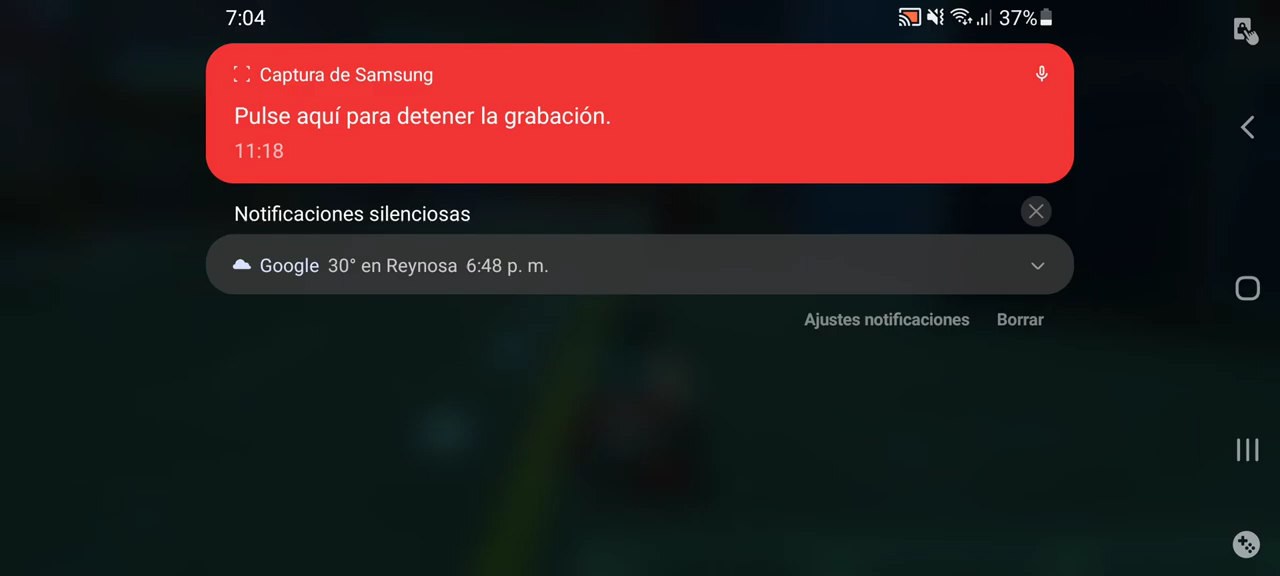 7:04 37%
Captura de Samsung
Pulse aquí para detener la grabación.
11:18
Notificaciones silenciosas
Google 30° en Reynosa 6:48 p. m.
Ajustes notificaciones Borrar